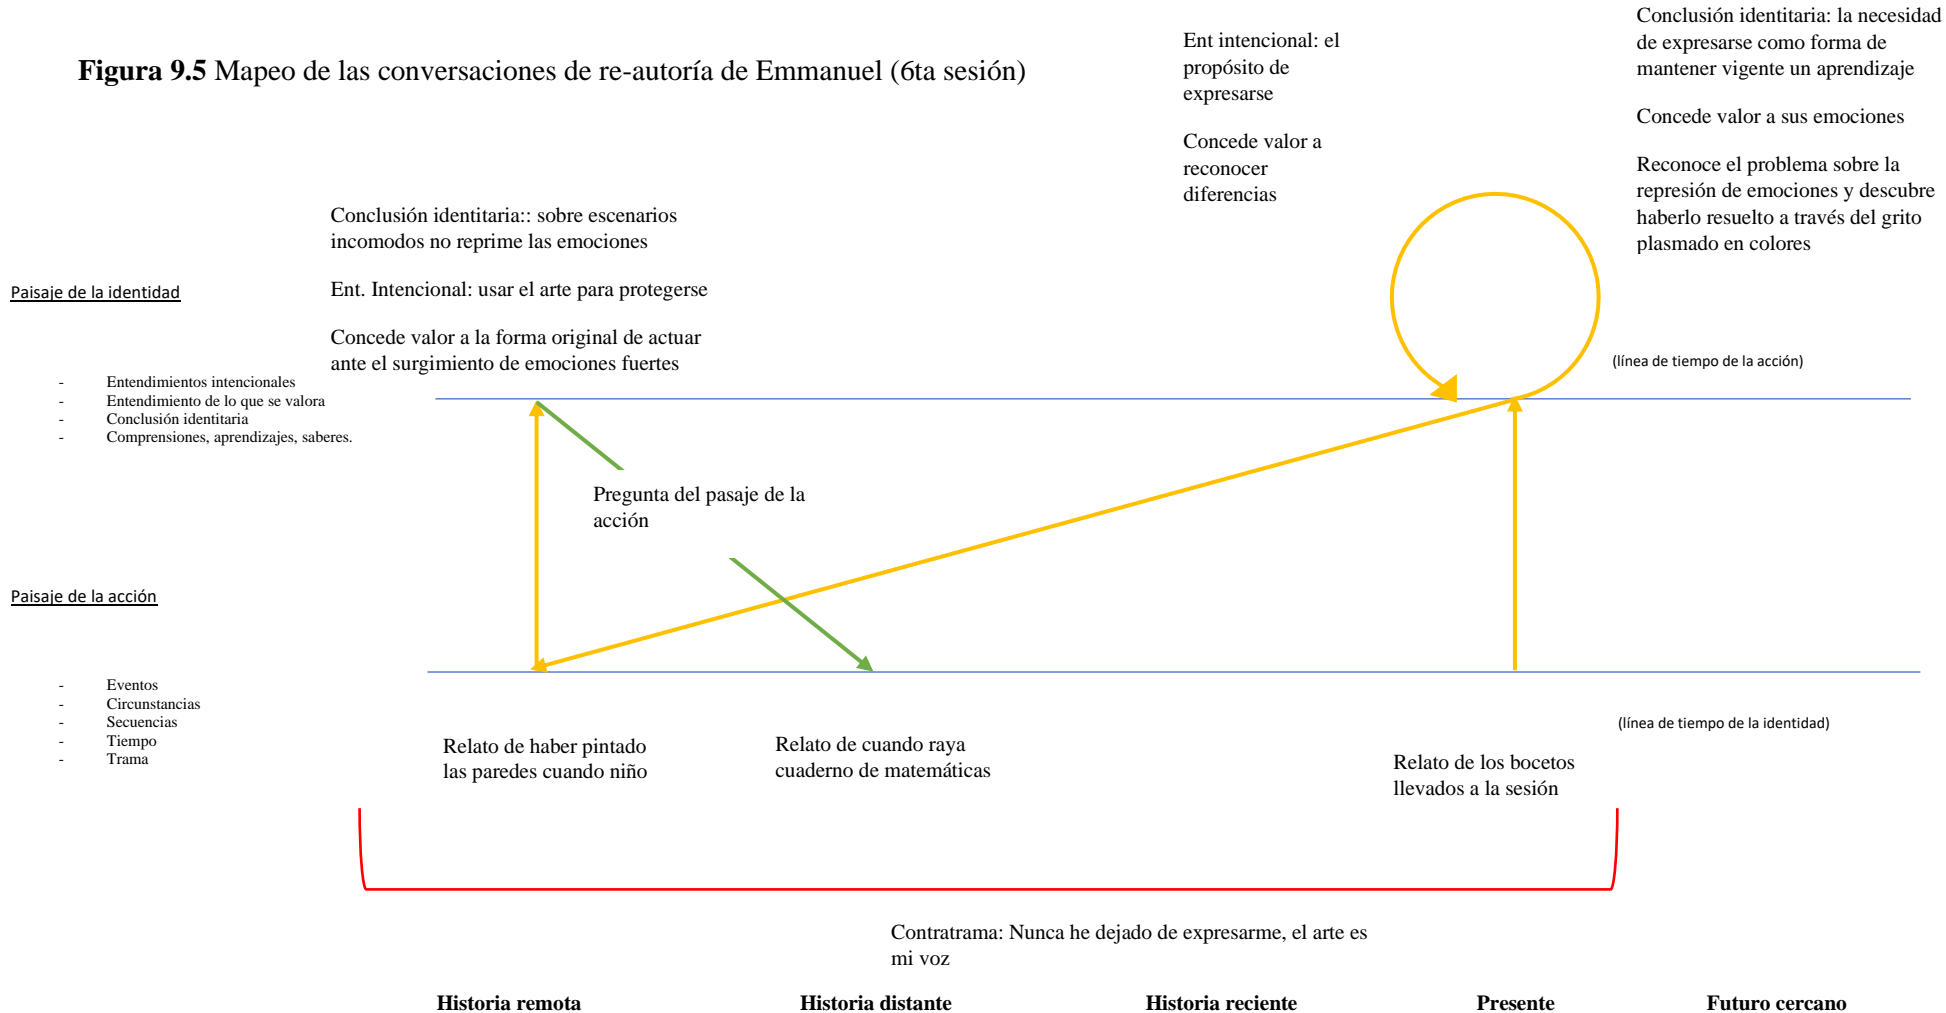 Figura 9.5 Mapeo de las conversaciones de re-autoría de Emmanuel (6ta sesión)
Ent intencional: el
propósito de
expresarse
Concede valor a
reconocer
diferencias
Conclusión identitaria: la necesidad
de expresarse como forma de
mantener vigente un aprendizaje
Concede valor a sus emociones
Reconoce el problema sobre la
represión de emociones y descubre
haberlo resuelto a través del grito
plasmado en colores
Conclusión identitaria:: sobre escenarios
incomodos no reprime las emociones
Ent. Intencional: usar el arte para protegerse
Concede valor a la forma original de actuar
ante el surgimiento de emociones fuertes
Paisaje de la identidad
(línea de tiempo de la acción)
- Entendimientos intencionales
- Entendimiento de lo que se valora
- Conclusión identitaria
- Comprensiones, aprendizajes, saberes.
Pregunta del pasaje de la
acción
Paisaje de la acción
- Eventos
- Circunstancias
- Secuencias
- Tiempo
- Trama
(línea de tiempo de la identidad)
Relato de haber pintado
las paredes cuando niño
Relato de cuando raya
cuaderno de matemáticas
Relato de los bocetos
llevados a la sesión
Contratrama: Nunca he dejado de expresarme, el arte es
mi voz
Historia remota Historia distante Historia reciente Presente Futuro cercano